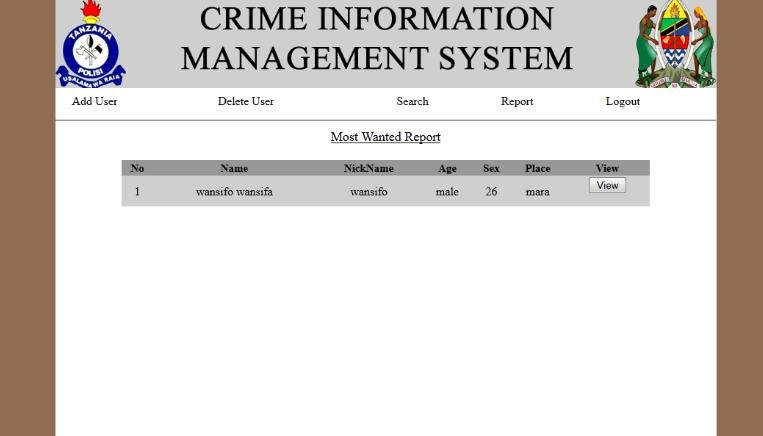 CRIME INFORMATION
MANAGEMENT SYSTEM
TANZANIA
POLISI
USALAMA WA RAIA
Add User Delete User Search Report Logout
Most Wanted Report
No Name NickName Age Sex Place View
1 wansifo wansifa wansifo male 26 mara View